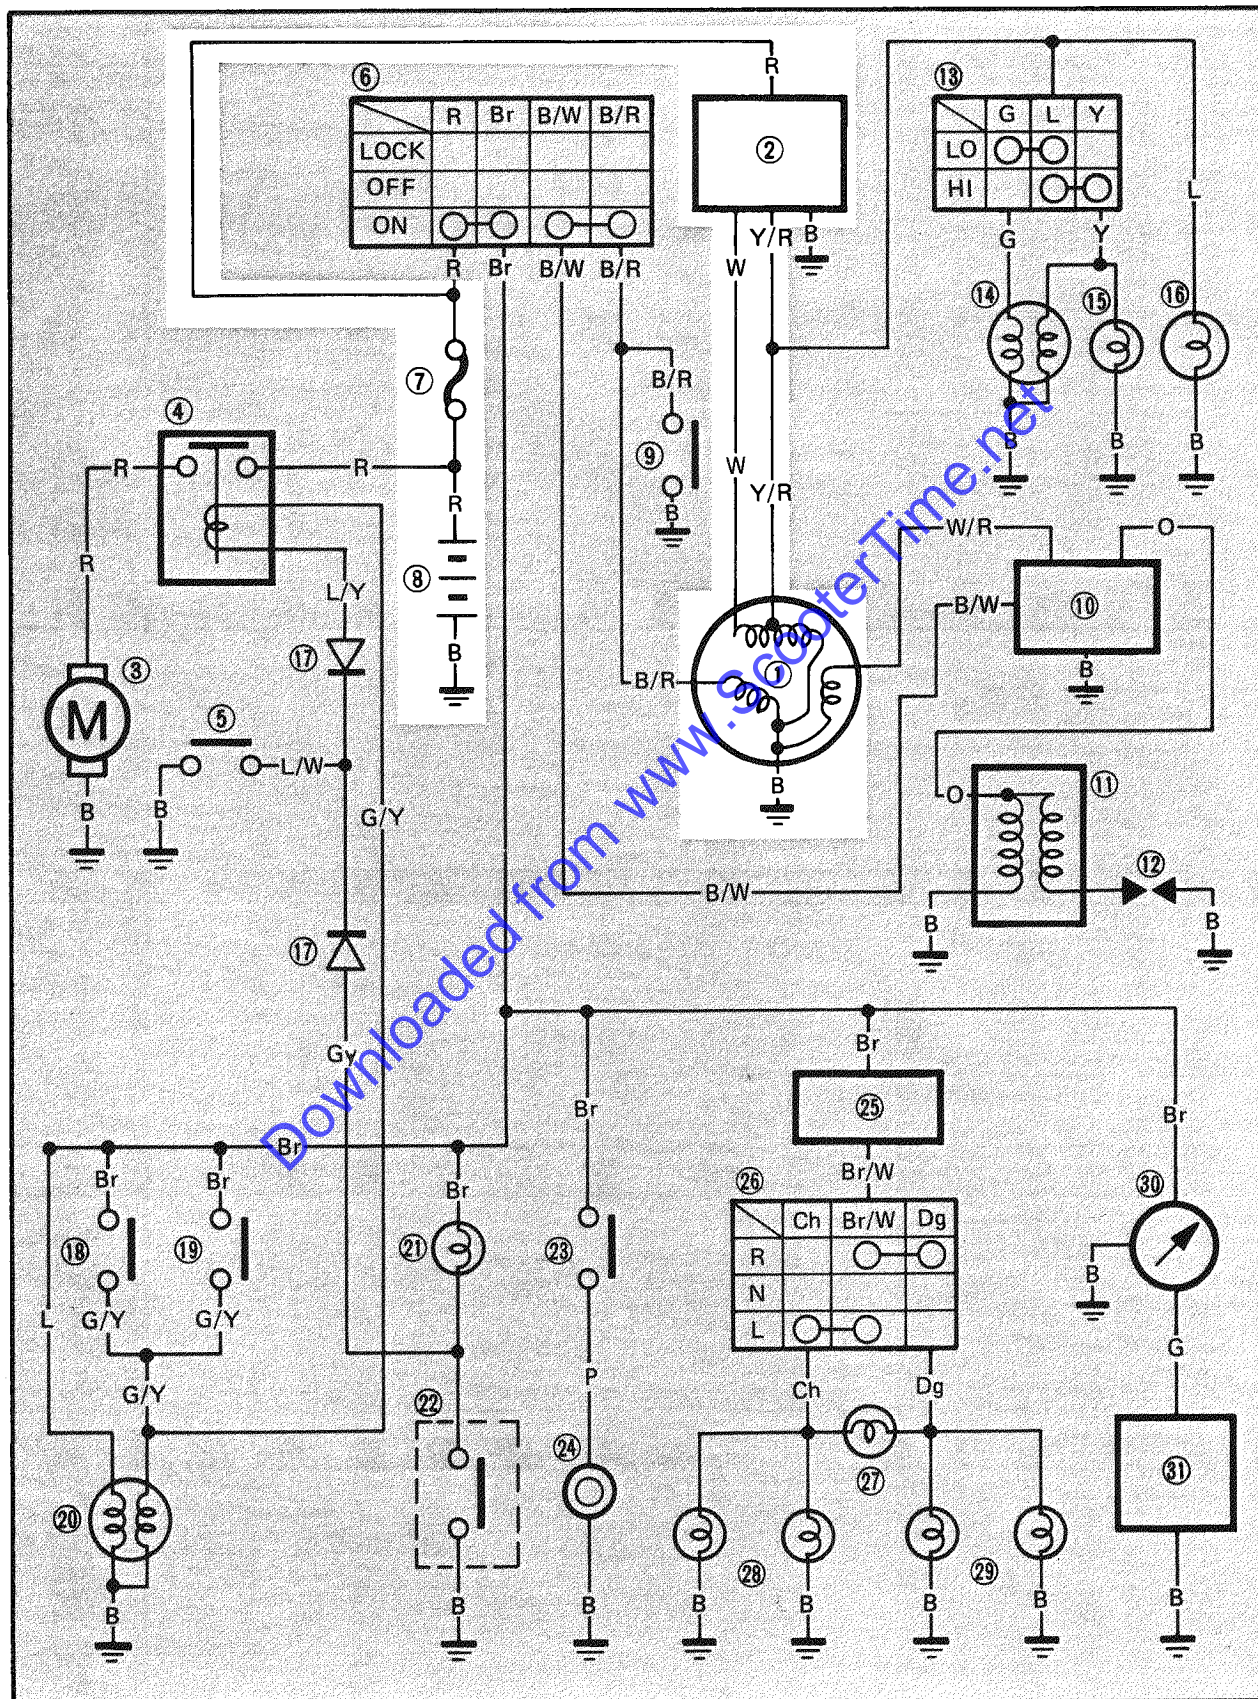 R
⑥
R Br B/W B/R
LOCK
OFF
ON
R Br B/W B/R
②
W Y/R B
⑬
G L Y
LO
HI
G Y L
⑭ ⑮ ⑯
B B B
⑦
④
R R R
⑨
B/R
B
W Y/R
R
L/Y
⑧
B
⑰
③
M
B
⑤
B L/W
G/Y
B/R
①
B
W/R O
B/W
⑩
B
B/W
O
⑪
⑫
B B
⑰
Gy
Downloaded from www.ScooterTime.net
Br
Br Br Br
⑱ ⑲ ㉑
L G/Y G/Y
G/Y
⑳
B
㉒
B
Br
㉓
P
㉔
B
Br
㉕
Br/W
㉖
Ch Br/W Dg
R
N
L
Ch Dg
㉗
㉘ ㉙
B B B B
Br
㉚
B
G
㉛
B